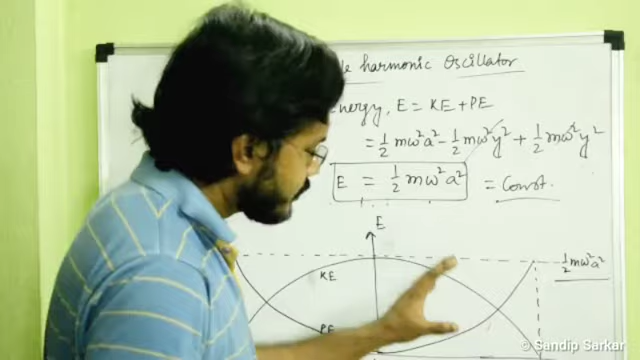 harmonic Oscillator
E = KE + PE
= 1/2 mω²a² - 1/2 mω²y² + 1/2 mω²y²
E = 1/2 mω²a² = Const.
E
1/2 mω²a²
KE
PE
© Sandip Sarkar